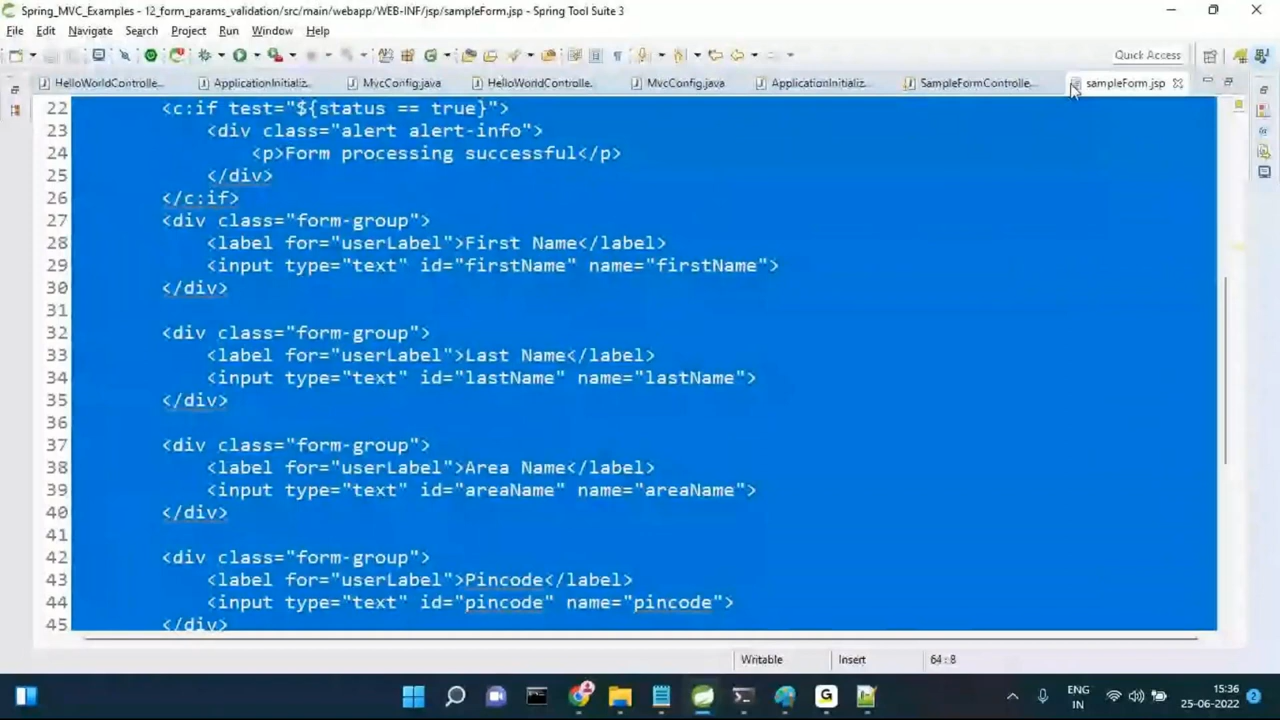 Spring_MVC_Examples - 12_form_params_validation/src/main/webapp/WEB-INF/jsp/sampleForm.jsp - Spring Tool Suite 3
File Edit Navigate Search Project Run Window Help
Quick Access
HelloWorldControlle... ApplicationInitializ... MvcConfig.java HelloWorldControlle... MvcConfig.java ApplicationInitializ... SampleFormControlle... sampleForm.jsp
22 <c:if test="${status == true}">
23 <div class="alert alert-info">
24 <p>Form processing successful</p>
25 </div>
26 </c:if>
27 <div class="form-group">
28 <label for="userLabel">First Name</label>
29 <input type="text" id="firstName" name="firstName">
30 </div>
31
32 <div class="form-group">
33 <label for="userLabel">Last Name</label>
34 <input type="text" id="lastName" name="lastName">
35 </div>
36
37 <div class="form-group">
38 <label for="userLabel">Area Name</label>
39 <input type="text" id="areaName" name="areaName">
40 </div>
41
42 <div class="form-group">
43 <label for="userLabel">Pincode</label>
44 <input type="text" id="pincode" name="pincode">
45 </div>
Writable Insert 64 : 8
ENG 15:36
IN 25-06-2022